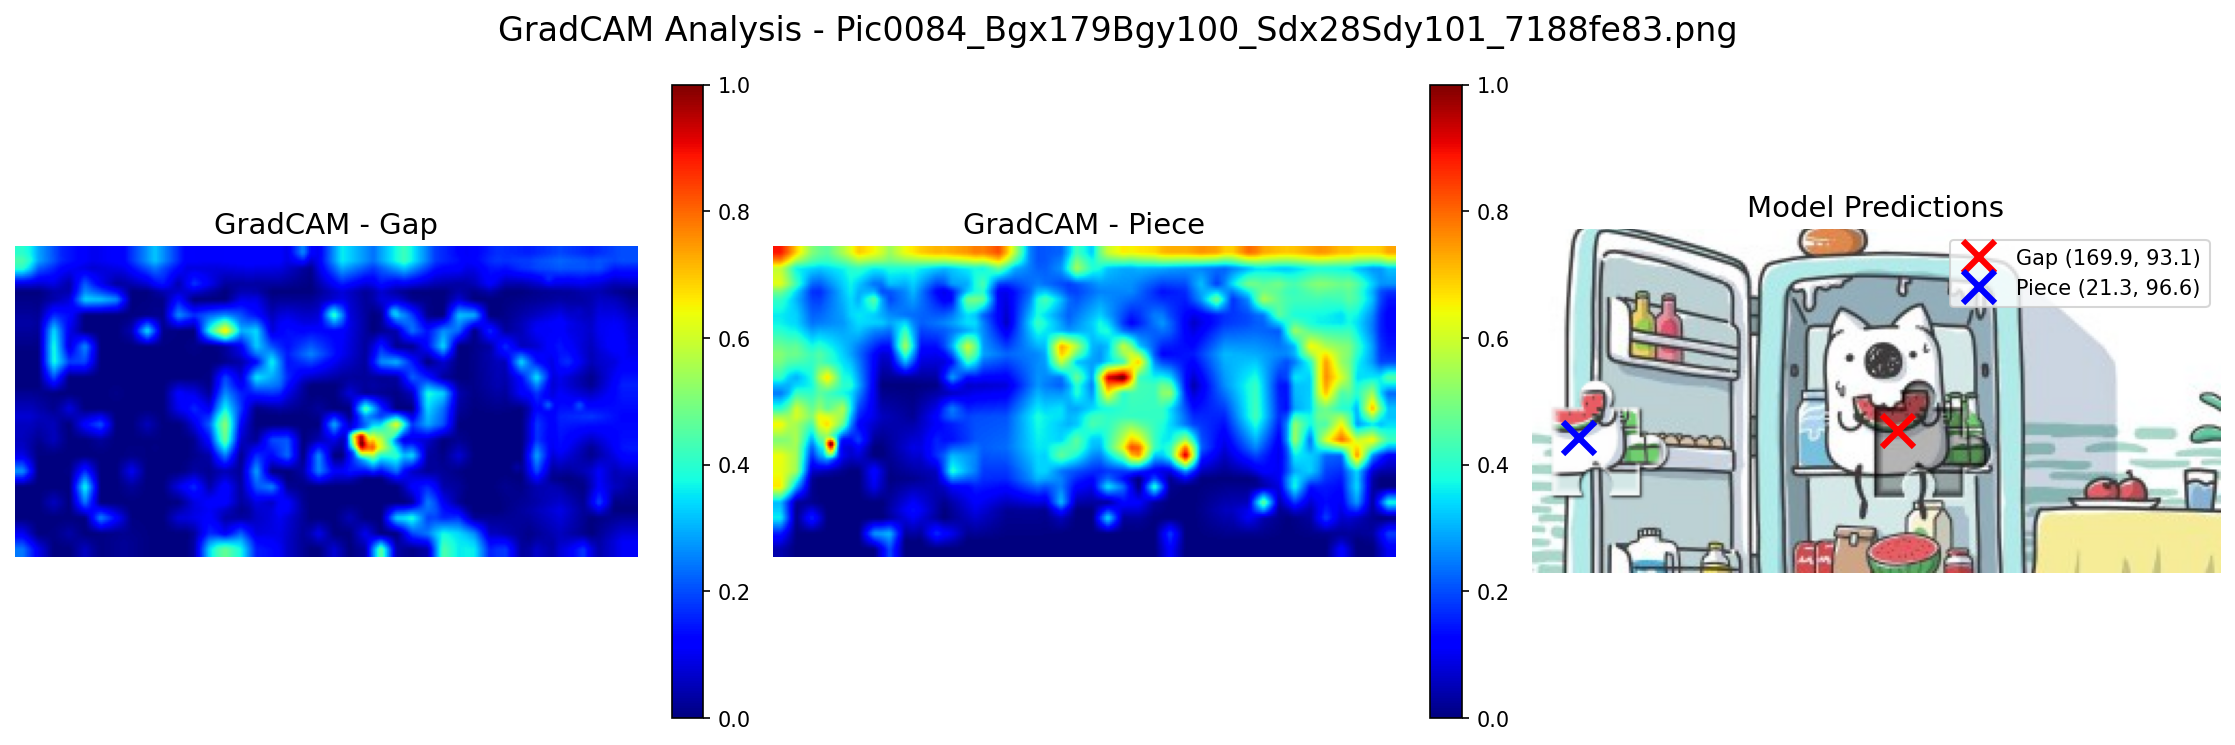 GradCAM Analysis - Pic0084_Bgx179Bgy100_Sdx28Sdy101_7188fe83.png
GradCAM - Gap
1.0
0.8
0.6
0.4
0.2
0.0
GradCAM - Piece
1.0
0.8
0.6
0.4
0.2
0.0
Model Predictions
Gap (169.9, 93.1)
Piece (21.3, 96.6)